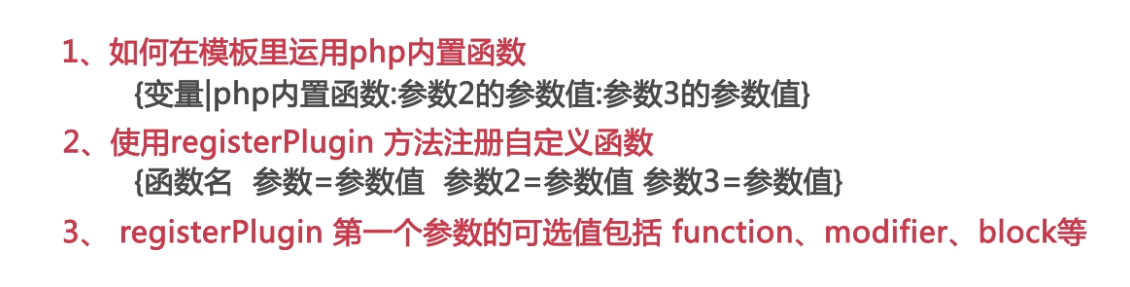 1、如何在模板里运用php内置函数
{变量|php内置函数:参数2的参数值:参数3的参数值}
2、使用registerPlugin 方法注册自定义函数
{函数名  参数=参数值  参数2=参数值 参数3=参数值}
3、 registerPlugin 第一个参数的可选值包括 function、modifier、block等